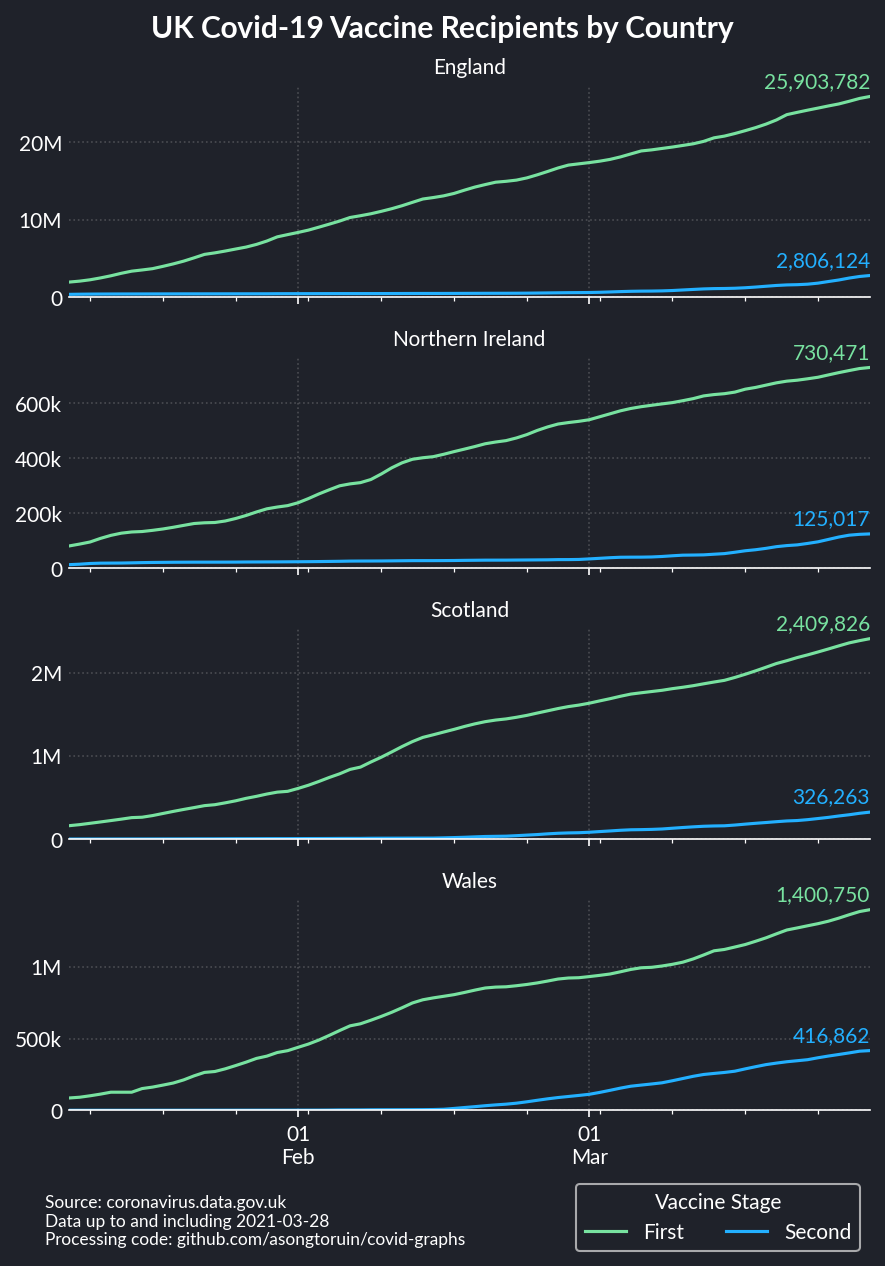 UK Covid-19 Vaccine Recipients by Country
England
25,903,782
20M
10M
2,806,124
0
Northern Ireland
730,471
600k
400k
200k
125,017
0
Scotland
2,409,826
2M
1M
326,263
0
Wales
1,400,750
1M
500k
416,862
0
01 01
Feb Mar
Source: coronavirus.data.gov.uk
Data up to and including 2021-03-28
Processing code: github.com/asongtoruin/covid-graphs
Vaccine Stage
First Second